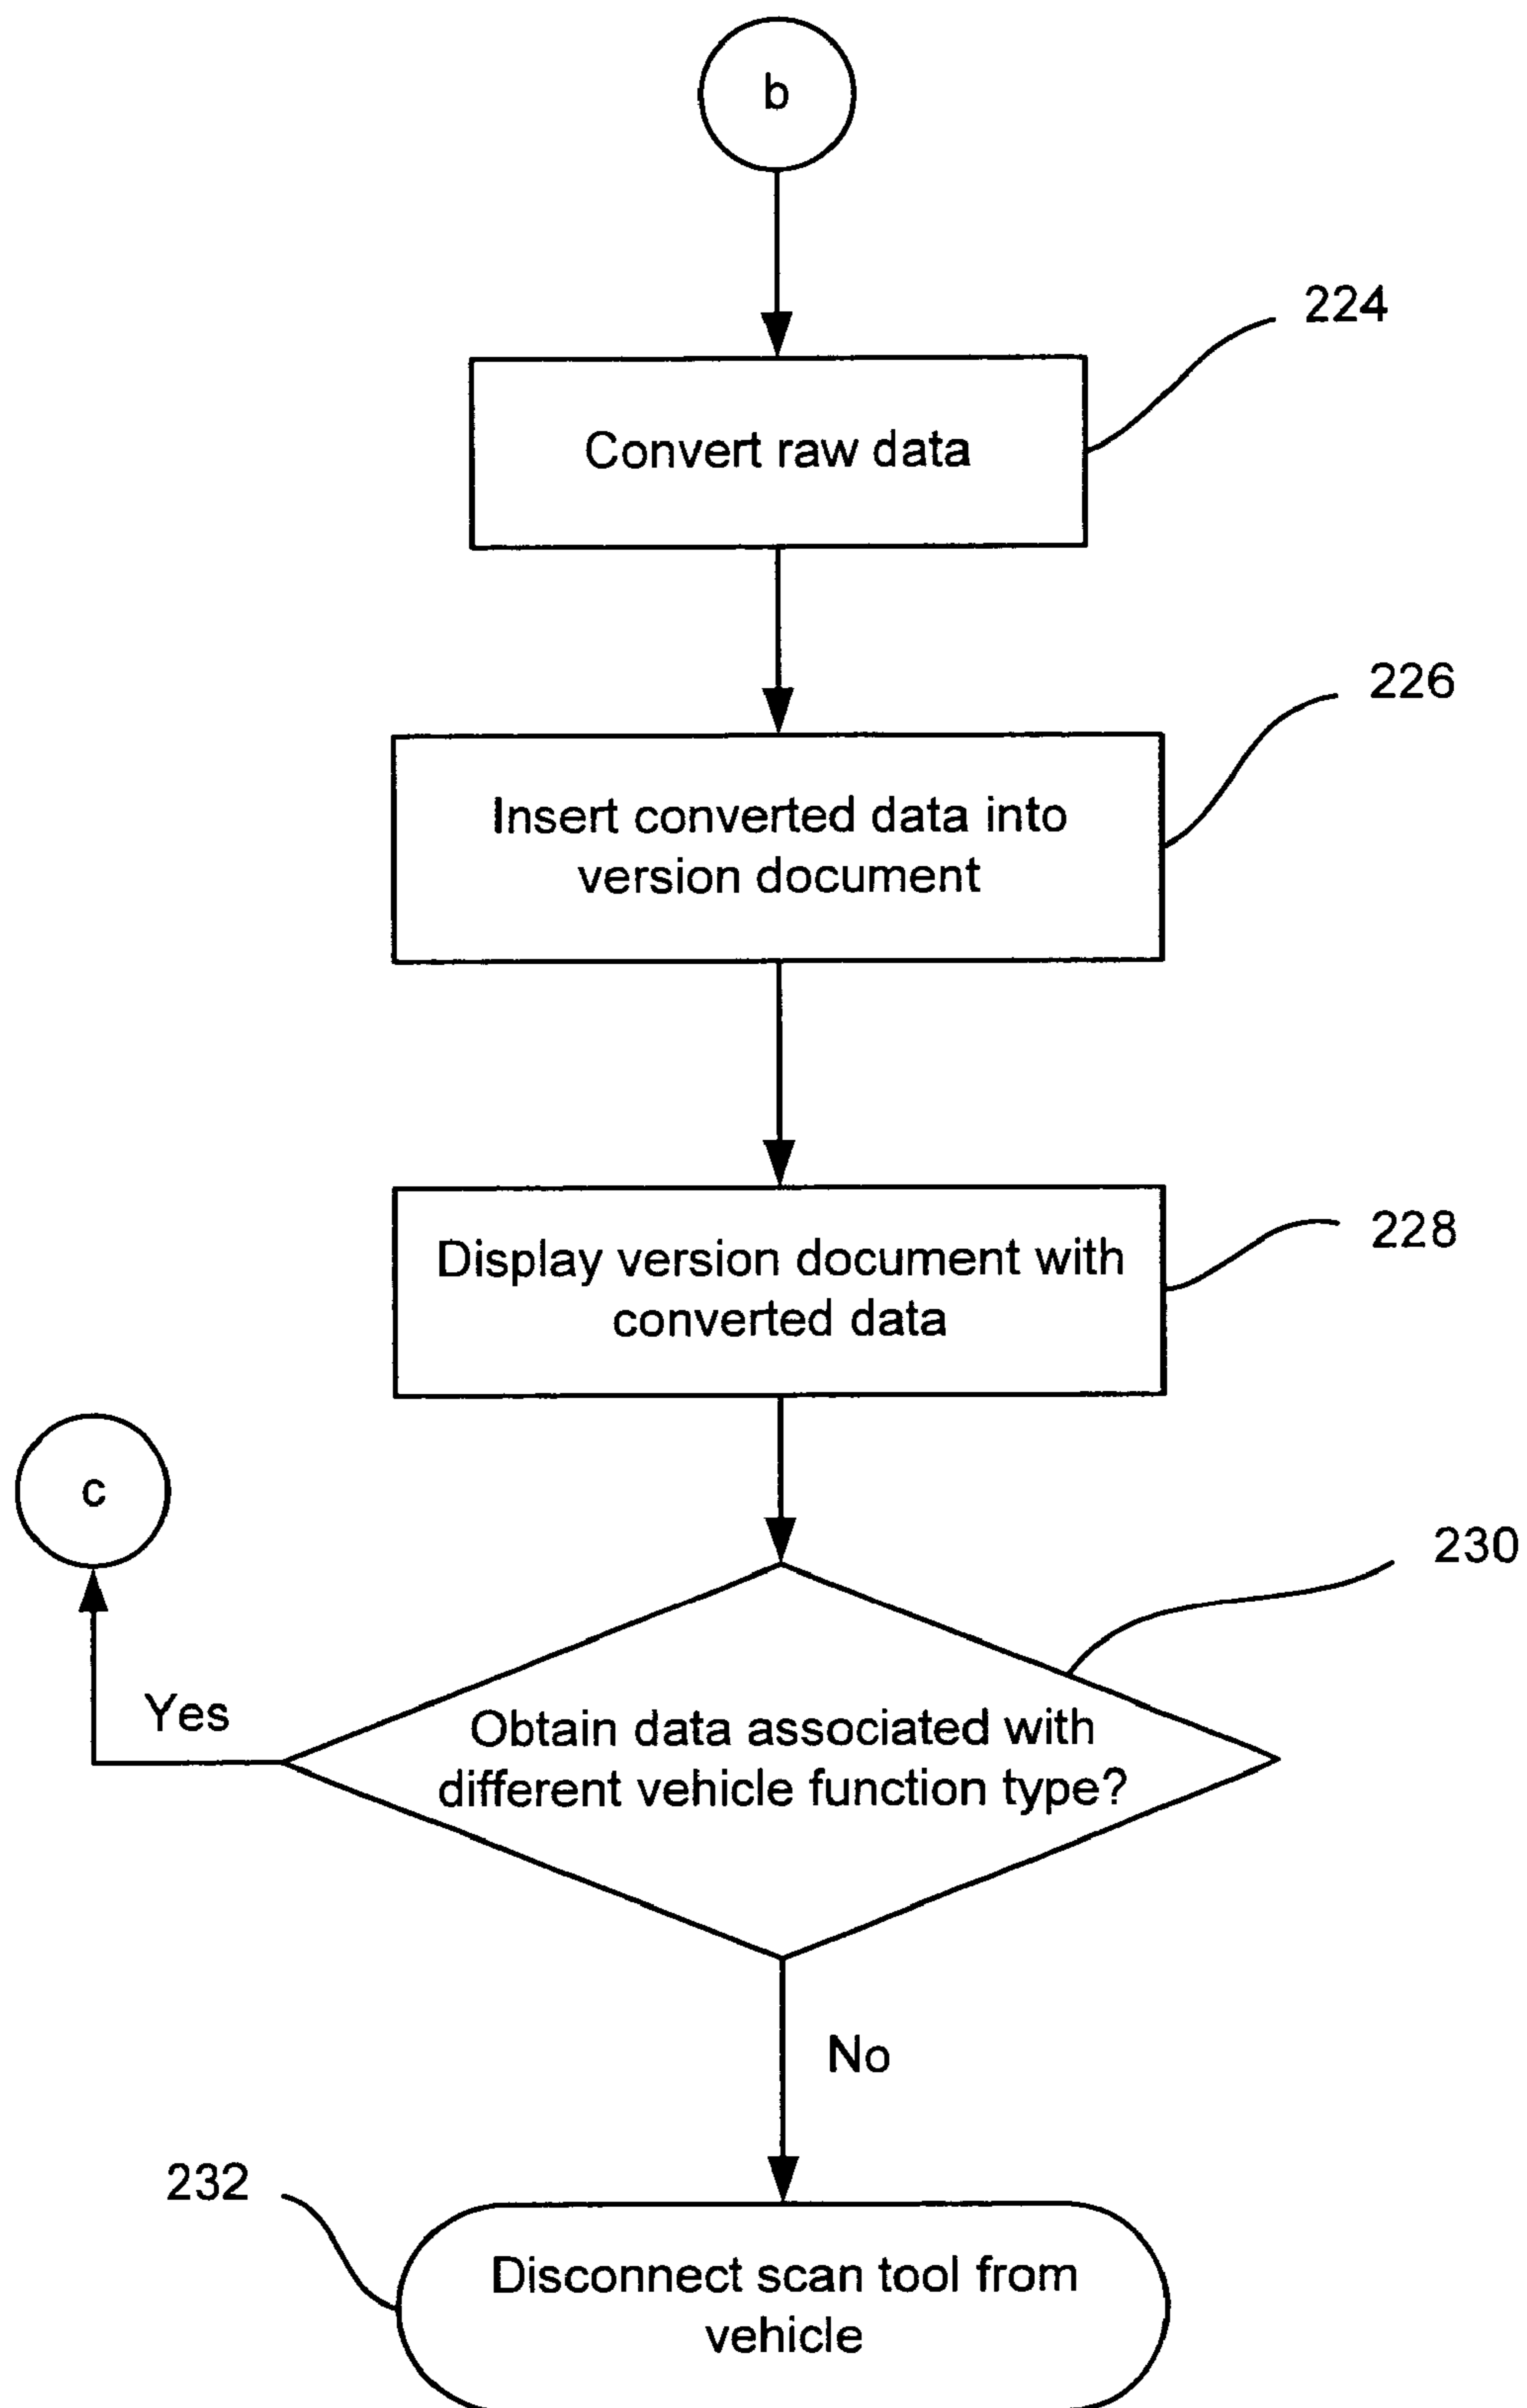 b
224
Convert raw data
226
Insert converted data into
version document
228
Display version document with
converted data
c
230
Yes
Obtain data associated with
different vehicle function type?
No
232
Disconnect scan tool from
vehicle